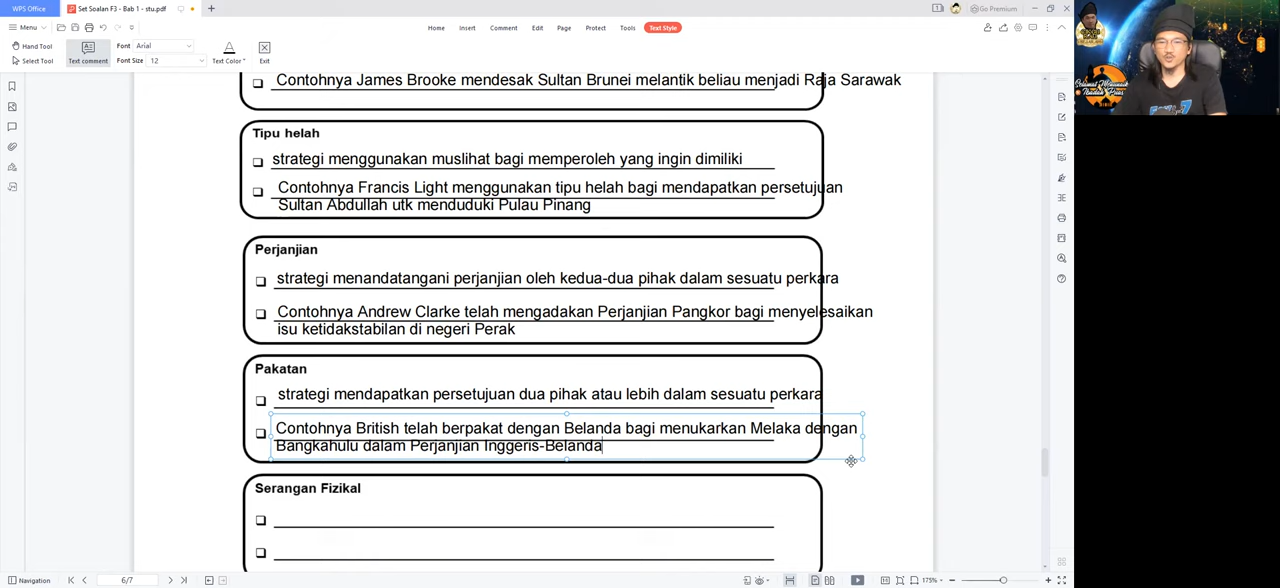 WPS Office
Set Soalan F3 - Bab 1 - stu.pdf
Go Premium
Menu
Home Insert Comment Edit Page Protect Tools Text Style
Hand Tool
Select Tool
Text comment
Font Arial
Font Size 12
Text Color
Exit
Contohnya James Brooke mendesak Sultan Brunei melantik beliau menjadi Raja Sarawak
Tipu helah
strategi menggunakan muslihat bagi memperoleh yang ingin dimiliki
Contohnya Francis Light menggunakan tipu helah bagi mendapatkan persetujuan
Sultan Abdullah utk menduduki Pulau Pinang
Perjanjian
strategi menandatangani perjanjian oleh kedua-dua pihak dalam sesuatu perkara
Contohnya Andrew Clarke telah mengadakan Perjanjian Pangkor bagi menyelesaikan
isu ketidakstabilan di negeri Perak
Pakatan
strategi mendapatkan persetujuan dua pihak atau lebih dalam sesuatu perkara
Contohnya British telah berpakat dengan Belanda bagi menukarkan Melaka dengan
Bangkahulu dalam Perjanjian Inggeris-Belanda
Serangan Fizikal
Navigation
6/7
175%